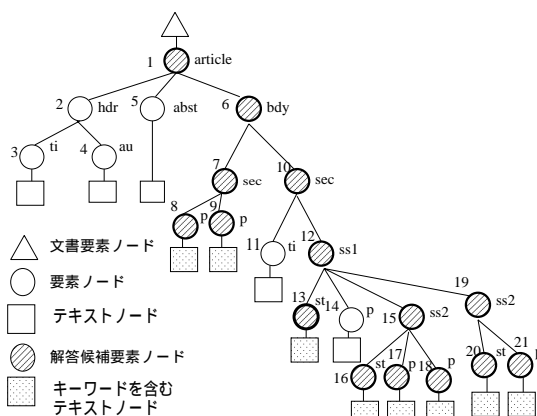 1 article
2 hdr
5 abst
6 bdy
3 ti
4 au
7 sec
10 sec
8 p
9 p
11 ti
12 ss1
13 st
14 p
15 ss2
19 ss2
16 st
17 p
18 p
20 st
21
文書要素ノード
要素ノード
テキストノード
解答候補要素ノード
キーワードを含む
テキストノード